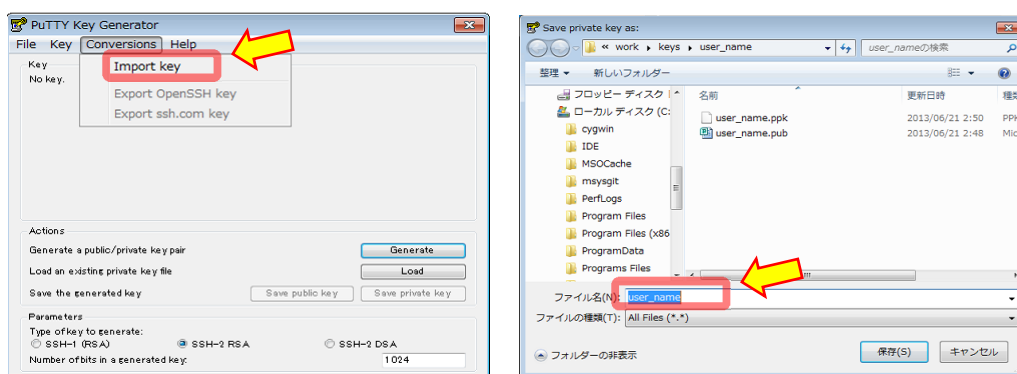 PuTTY Key Generator
File Key Conversions Help
Import key
Export OpenSSH key
Export ssh.com key
Key
No key.
Actions
Generate a public/private key pair
Generate
Load an existing private key file
Load
Save the generated key
Save public key
Save private key
Parameters
Type of key to generate:
SSH-1 (RSA)
SSH-2 RSA
SSH-2 DSA
Number of bits in a generated key:
1024
Save private key as:
« work ▸ keys ▸ user_name
user_nameの検索
整理 ▼ 新しいフォルダー
フロッピー ディスク
ローカル ディスク (C:
cygwin
IDE
MSOCache
msysgit
PerfLogs
Program Files
Program Files (x86
ProgramData
Programs Files
名前 更新日時 種類
user_name.ppk 2013/06/21 2:50 PPK
user_name.pub 2013/06/21 2:48 Mic
ファイル名(N): user_name
ファイルの種類(T): All Files (*.*)
フォルダーの非表示
保存(S)
キャンセル